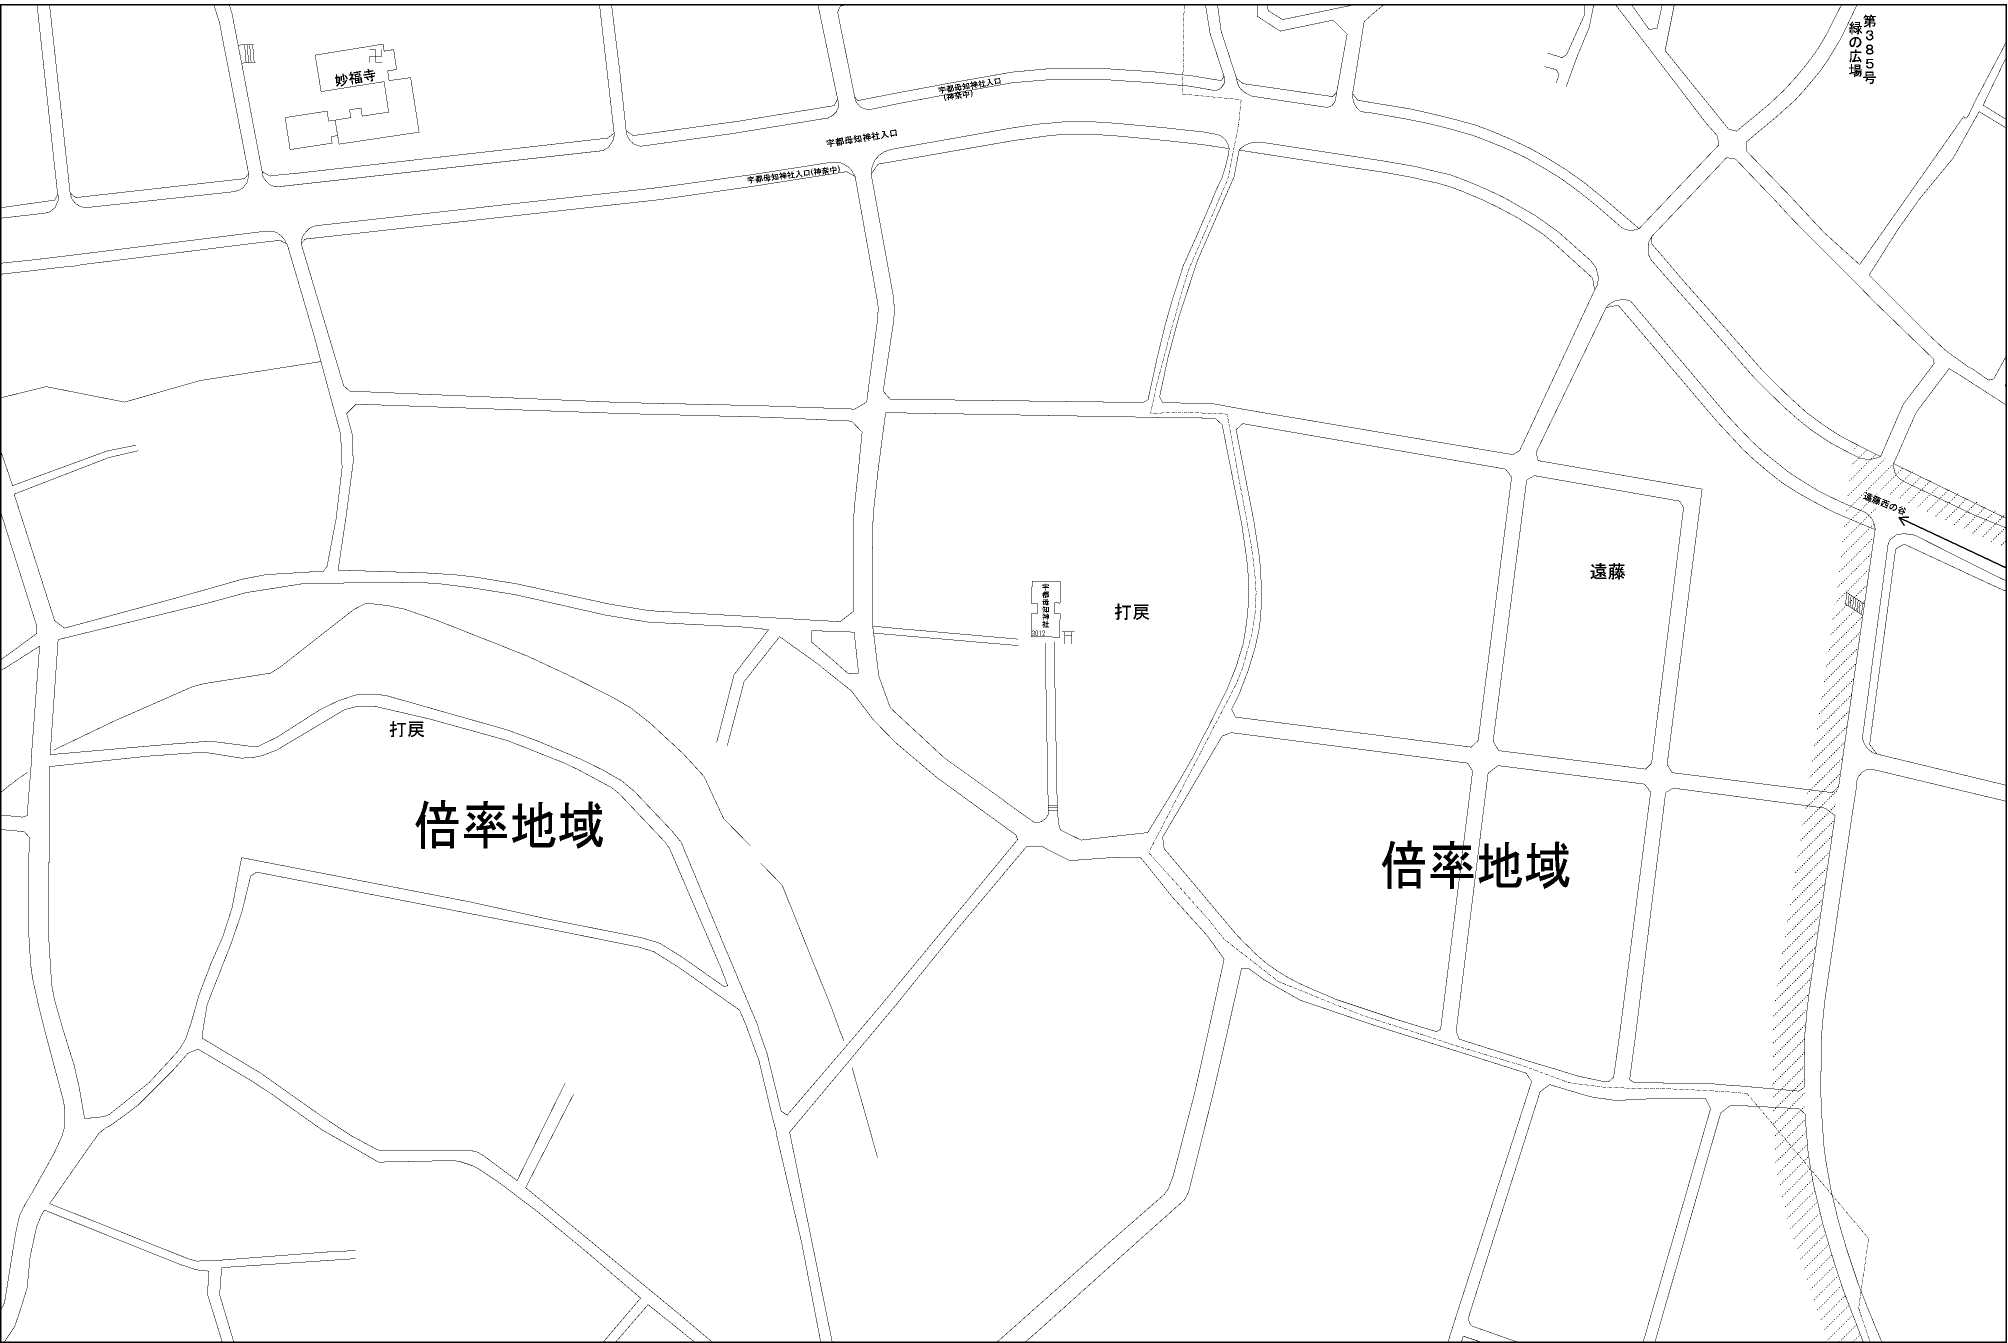 第385号
緑の広場
妙福寺
宇都母知神社入口
(神奈中)
宇都母知神社入口
宇都母知神社入口(神奈中)
遠藤西の谷
遠藤
宇都母知神社
3012
打戻
打戻
倍率地域
倍率地域